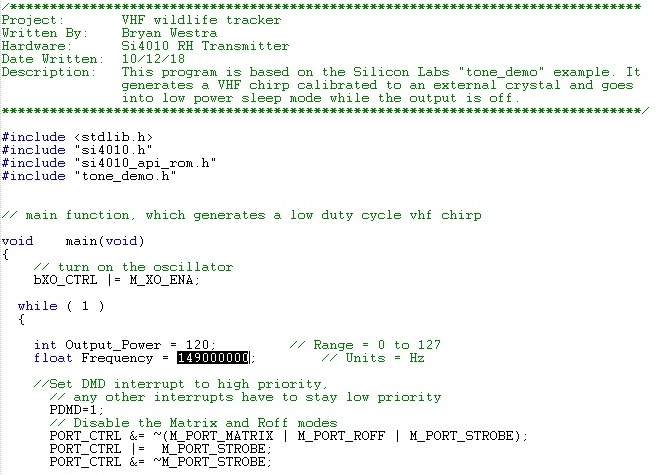 /*******************************************************************************
Project:      VHF wildlife tracker
Written By:   Bryan Westra
Hardware:     Si4010 RH Transmitter
Date Written: 10/12/18
Description:  This program is based on the Silicon Labs "tone_demo" example. It
              generates a VHF chirp calibrated to an external crystal and goes
              into low power sleep mode while the output is off.
********************************************************************************/
#include <stdlib.h>
#include "si4010.h"
#include "si4010_api_rom.h"
#include "tone_demo.h"
// main function, which generates a low duty cycle vhf chirp
void    main(void)
{
    // turn on the oscillator
    bXO_CTRL |= M_XO_ENA;
  while ( 1 )
  {
    int Output_Power = 120;         // Range = 0 to 127
    float Frequency = 149000000;        // Units = Hz
    //Set DMD interrupt to high priority,
      // any other interrupts have to stay low priority
      PDMD=1;
      // Disable the Matrix and Roff modes
      PORT_CTRL &= ~(M_PORT_MATRIX | M_PORT_ROFF | M_PORT_STROBE);
      PORT_CTRL |=  M_PORT_STROBE;
      PORT_CTRL &= ~M_PORT_STROBE;